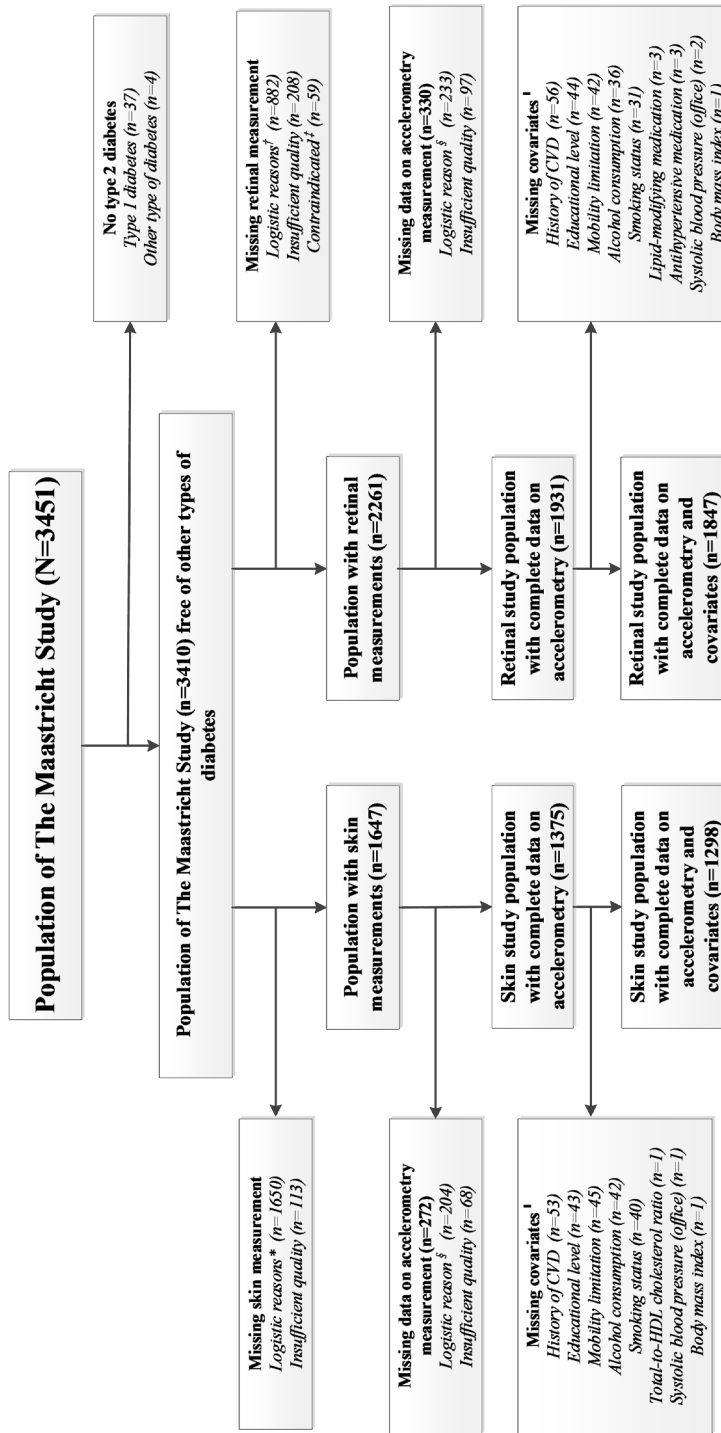 Population of The Maastricht Study (N=3451)
No type 2 diabetes
Type 1 diabetes (n=37)
Other type of diabetes (n=4)
Population of The Maastricht Study (n=3410) free of other types of
diabetes
Missing skin measurement
Logistic reasons* (n=1650)
Insufficient quality (n=113)
Missing retinal measurement
Logistic reasons† (n=882)
Insufficient quality (n=208)
Contraindicated‡ (n=59)
Population with skin
measurements (n=1647)
Population with retinal
measurements (n=2261)
Missing data on accelerometry
measurement (n=272)
Logistic reason § (n=204)
Insufficient quality (n=68)
Missing data on accelerometry
measurement (n=330)
Logistic reason § (n=233)
Insufficient quality (n=97)
Skin study population
with complete data on
accelerometry (n=1375)
Retinal study population
with complete data on
accelerometry (n=1931)
Missing covariates ǁ
History of CVD (n=53)
Educational level (n=43)
Mobility limitation (n=45)
Alcohol consumption (n=42)
Smoking status (n=40)
Total-to-HDL cholesterol ratio (n=1)
Systolic blood pressure (office) (n=1)
Body mass index (n=1)
Missing covariates ǁ
History of CVD (n=56)
Educational level (n=44)
Mobility limitation (n=42)
Alcohol consumption (n=36)
Smoking status (n=31)
Lipid-modifying medication (n=3)
Antihypertensive medication (n=3)
Systolic blood pressure (office) (n=2)
Body mass index (n=1)
Skin study population
with complete data on
accelerometry and
covariates (n=1298)
Retinal study population
with complete data on
accelerometry and
covariates (n=1847)